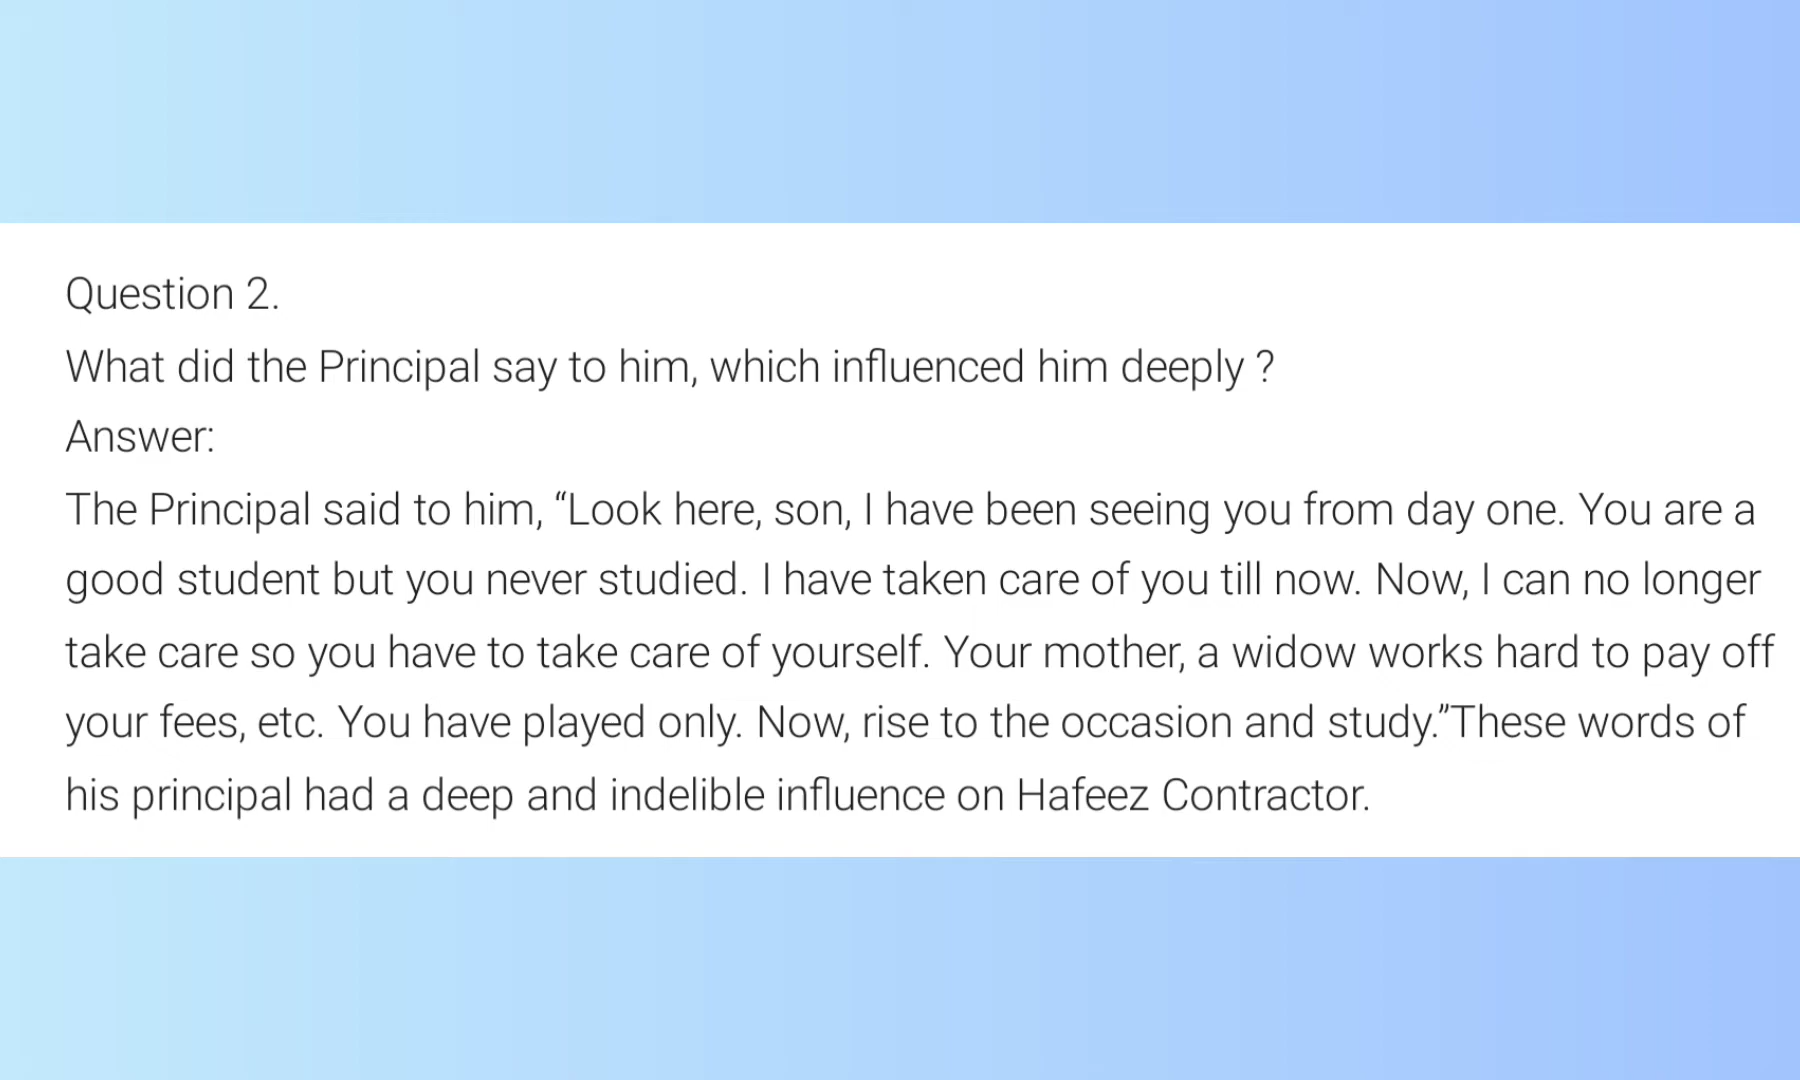 Question 2.
What did the Principal say to him, which influenced him deeply ?
Answer:
The Principal said to him, “Look here, son, I have been seeing you from day one. You are a
good student but you never studied. I have taken care of you till now. Now, I can no longer
take care so you have to take care of yourself. Your mother, a widow works hard to pay off
your fees, etc. You have played only. Now, rise to the occasion and study.”These words of
his principal had a deep and indelible influence on Hafeez Contractor.